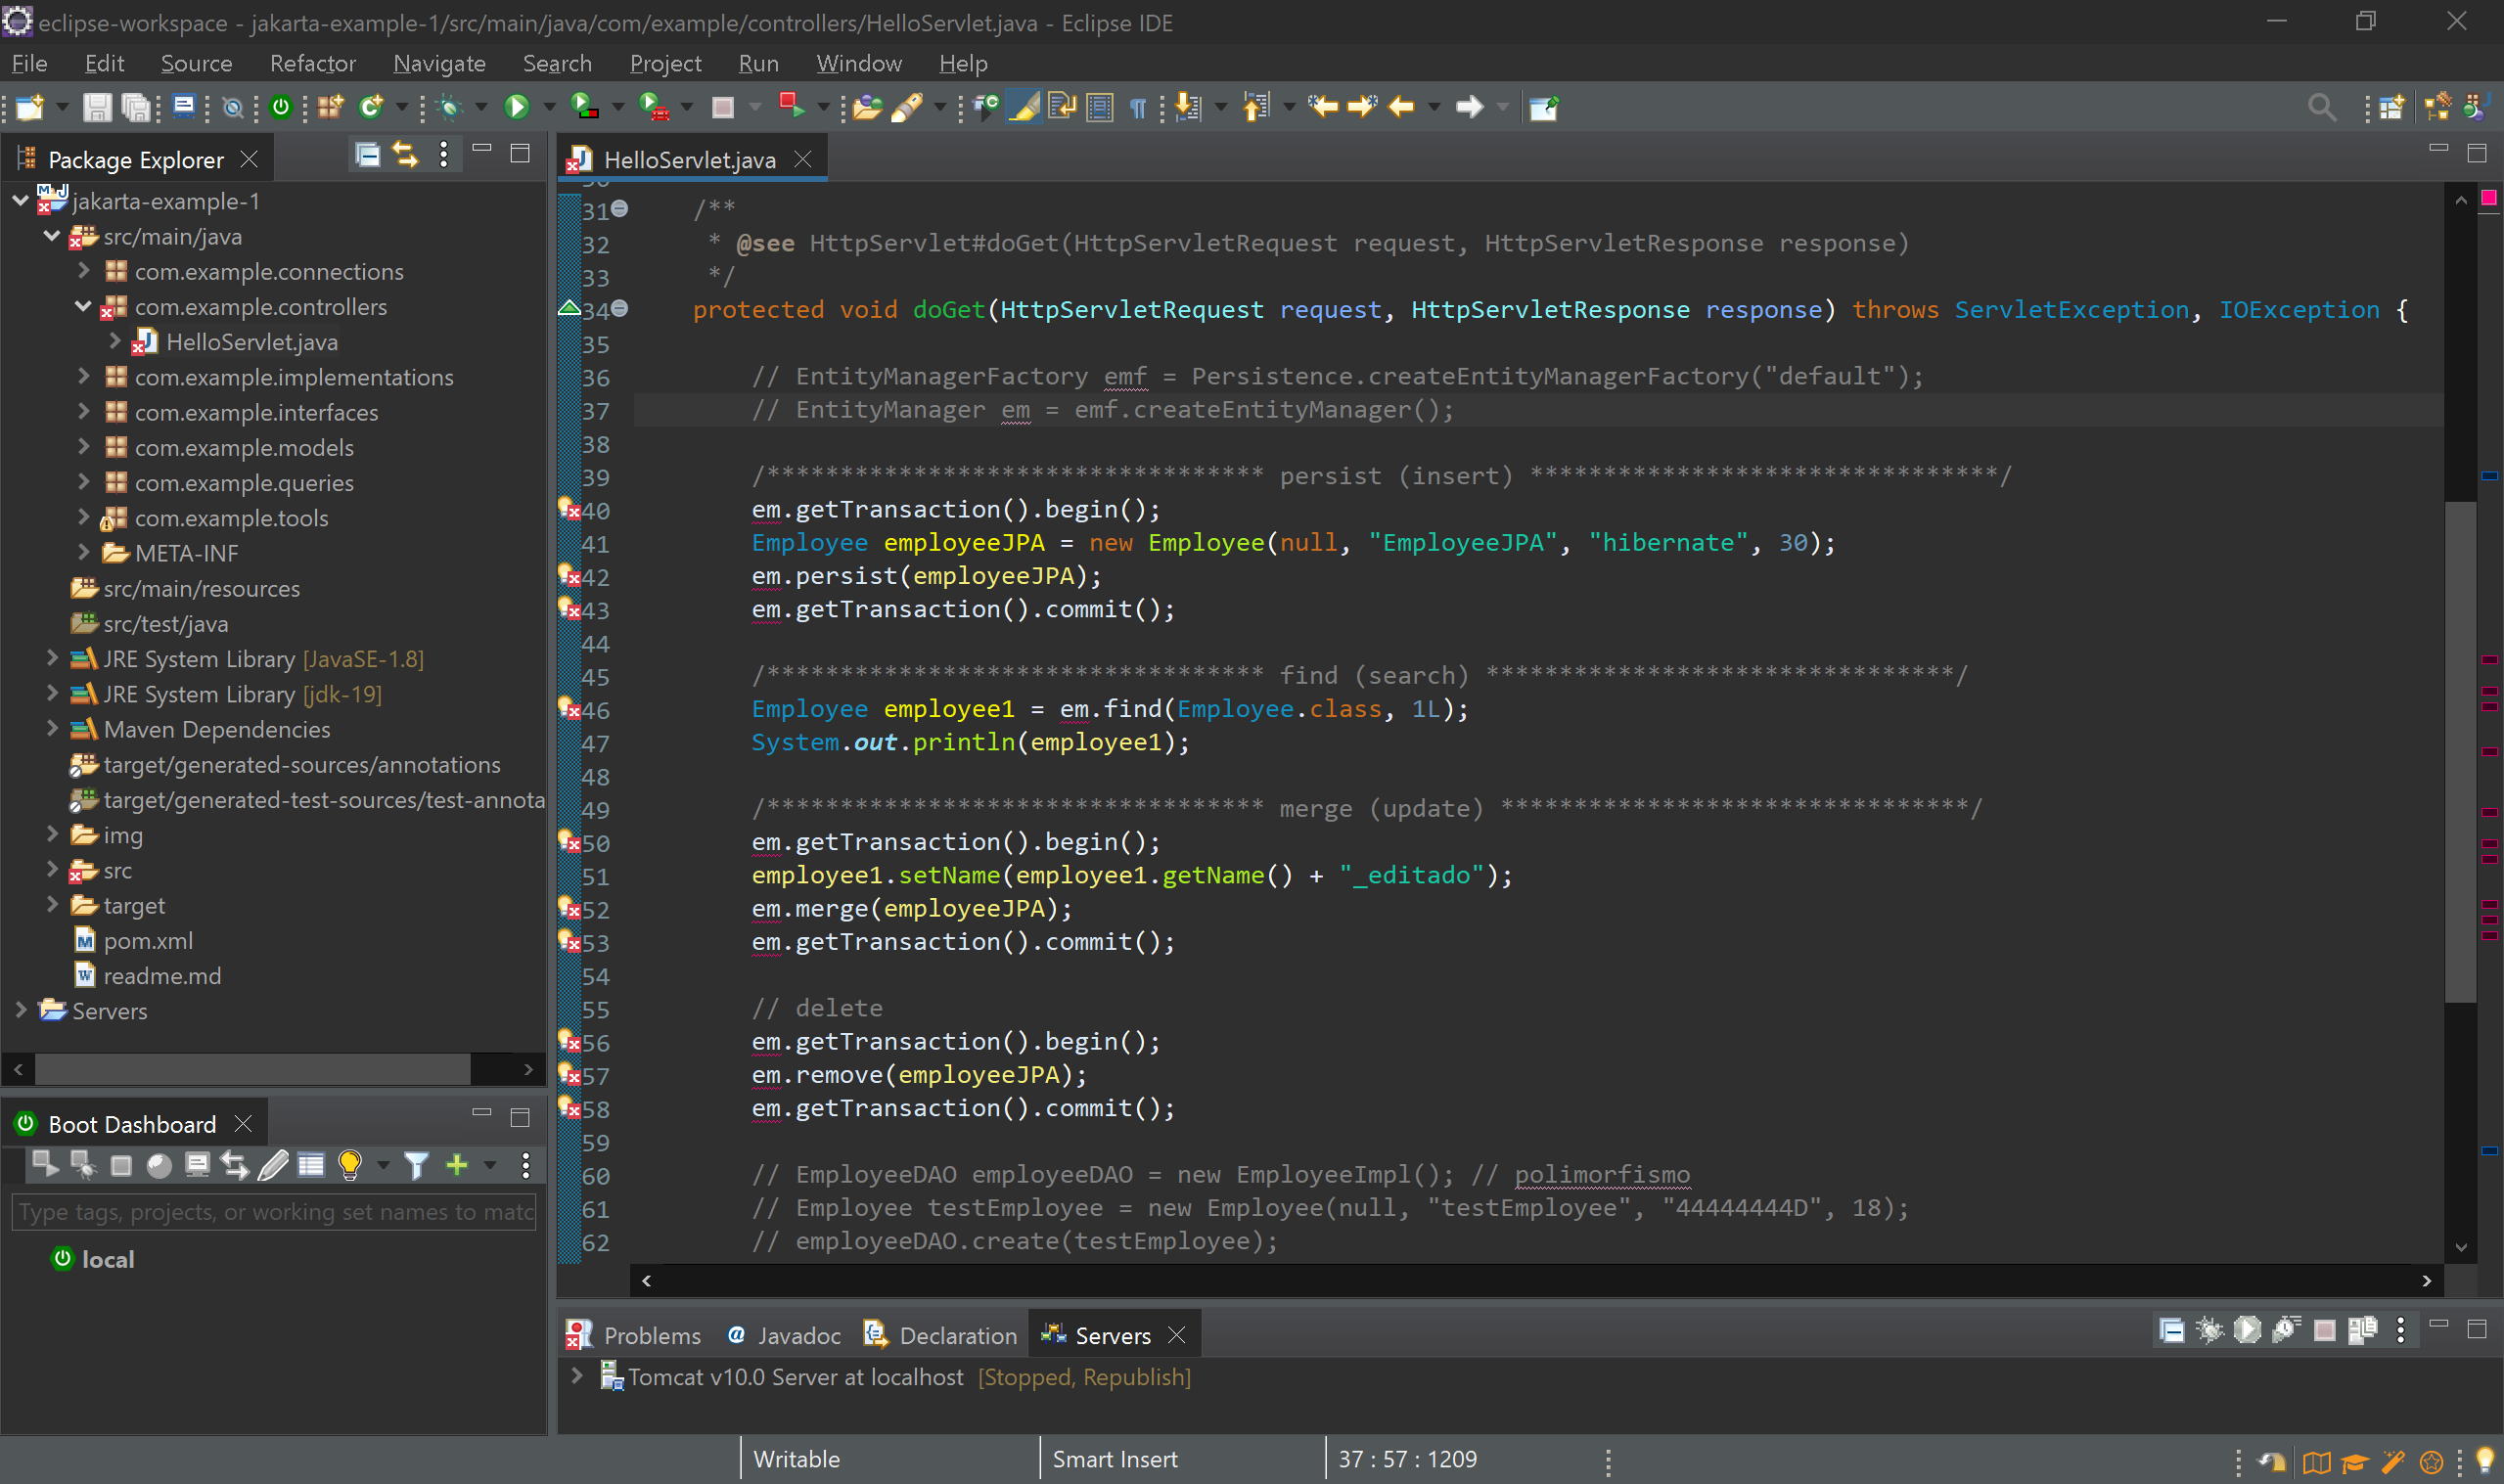 eclipse-workspace - jakarta-example-1/src/main/java/com/example/controllers/HelloServlet.java - Eclipse IDE
File Edit Source Refactor Navigate Search Project Run Window Help
Package Explorer
jakarta-example-1
src/main/java
com.example.connections
com.example.controllers
HelloServlet.java
com.example.implementations
com.example.interfaces
com.example.models
com.example.queries
com.example.tools
META-INF
src/main/resources
src/test/java
JRE System Library [JavaSE-1.8]
JRE System Library [jdk-19]
Maven Dependencies
target/generated-sources/annotations
target/generated-test-sources/test-annota
img
src
target
pom.xml
readme.md
Servers
Boot Dashboard
Type tags, projects, or working set names to matc
local
HelloServlet.java
31 /**
32 * @see HttpServlet#doGet(HttpServletRequest request, HttpServletResponse response)
33 */
34 protected void doGet(HttpServletRequest request, HttpServletResponse response) throws ServletException, IOException {
35
36 // EntityManagerFactory emf = Persistence.createEntityManagerFactory("default");
37 // EntityManager em = emf.createEntityManager();
38
39 /********************************** persist (insert) ********************************/
40 em.getTransaction().begin();
41 Employee employeeJPA = new Employee(null, "EmployeeJPA", "hibernate", 30);
42 em.persist(employeeJPA);
43 em.getTransaction().commit();
44
45 /********************************** find (search) ********************************/
46 Employee employee1 = em.find(Employee.class, 1L);
47 System.out.println(employee1);
48
49 /********************************** merge (update) ********************************/
50 em.getTransaction().begin();
51 employee1.setName(employee1.getName() + "_editado");
52 em.merge(employeeJPA);
53 em.getTransaction().commit();
54
55 // delete
56 em.getTransaction().begin();
57 em.remove(employeeJPA);
58 em.getTransaction().commit();
59
60 // EmployeeDAO employeeDAO = new EmployeeImpl(); // polimorfismo
61 // Employee testEmployee = new Employee(null, "testEmployee", "44444444D", 18);
62 // employeeDAO.create(testEmployee);
Problems Javadoc Declaration Servers
Tomcat v10.0 Server at localhost [Stopped, Republish]
Writable Smart Insert 37 : 57 : 1209